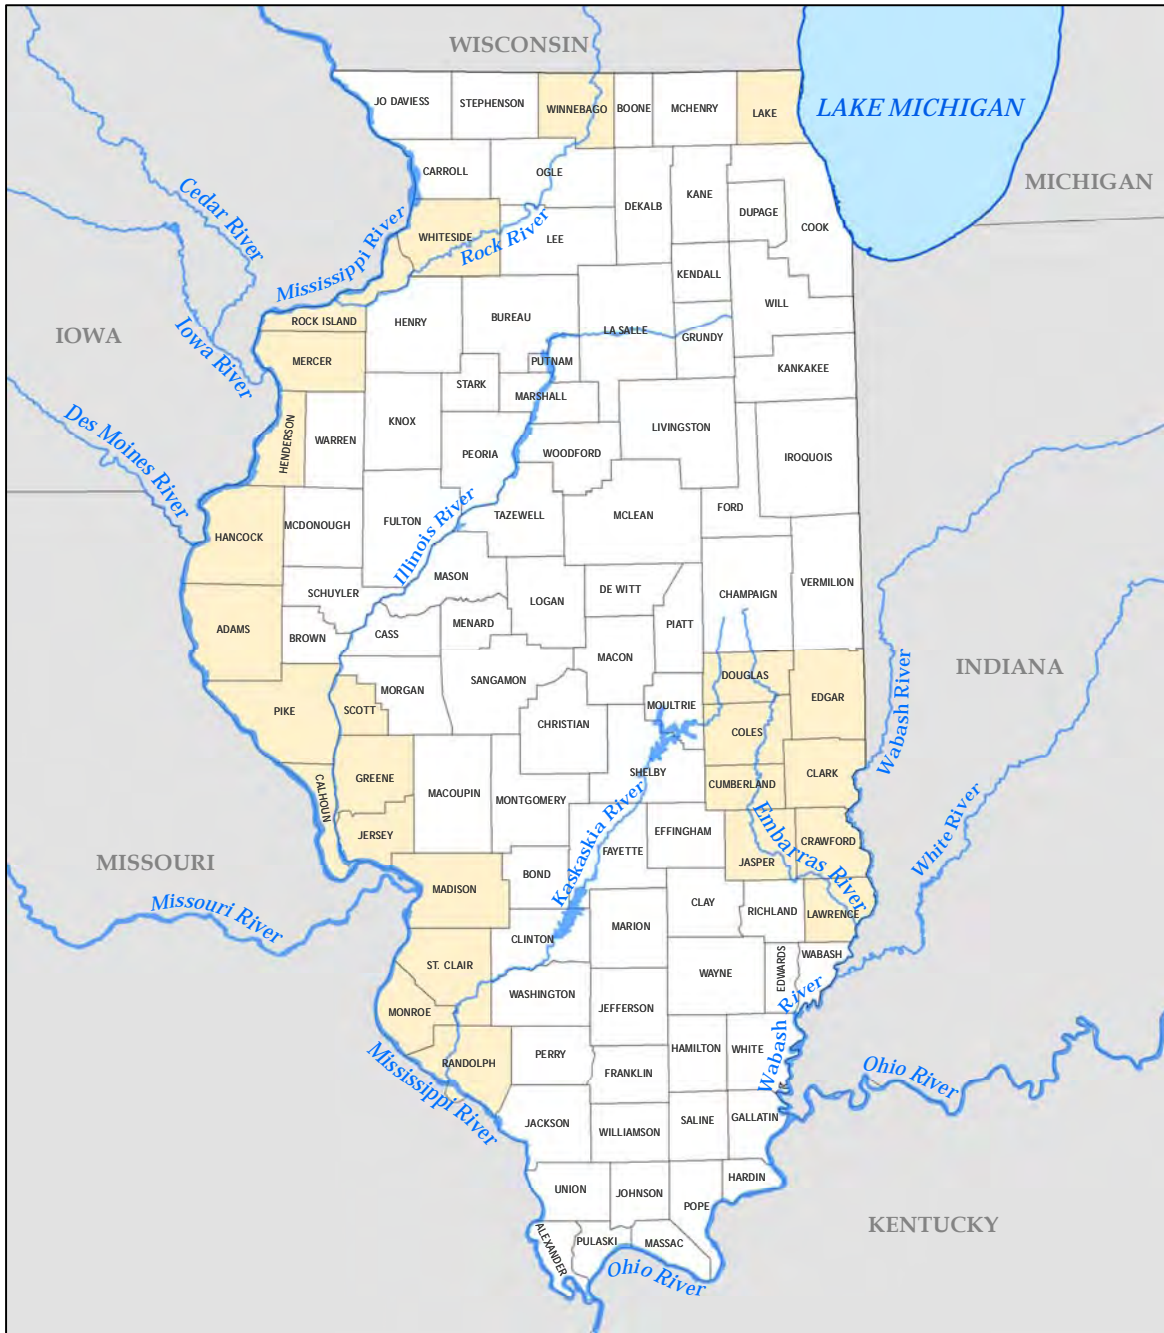 WISCONSIN
JO DAVIESS
STEPHENSON
WINNEBAGO
BOONE
MCHENRY
LAKE
LAKE MICHIGAN
CARROLL
OGLE
DEKALB
KANE
DUPAGE
COOK
MICHIGAN
Cedar River
Mississippi River
WHITESIDE
Rock River
LEE
KENDALL
WILL
IOWA
Iowa River
ROCK ISLAND
HENRY
BUREAU
LA SALLE
GRUNDY
MERCER
PUTNAM
KANKAKEE
STARK
MARSHALL
Des Moines River
HENDERSON
WARREN
KNOX
PEORIA
WOODFORD
LIVINGSTON
IROQUOIS
HANCOCK
MCDONOUGH
FULTON
Illinois River
TAZEWELL
MCLEAN
FORD
MASON
SCHUYLER
LOGAN
DE WITT
CHAMPAIGN
VERMILION
ADAMS
BROWN
CASS
MENARD
PIATT
MACON
INDIANA
Wabash River
SANGAMON
DOUGLAS
EDGAR
PIKE
SCOTT
MORGAN
CHRISTIAN
MOULTRIE
COLES
GREENE
CALHOUN
MACOUPIN
MONTGOMERY
SHELBY
CUMBERLAND
CLARK
JERSEY
Kaskaskia River
EFFINGHAM
FAYETTE
Embarras River
CRAWFORD
JASPER
White River
MISSOURI
Missouri River
MADISON
BOND
CLAY
RICHLAND
LAWRENCE
CLINTON
MARION
ST. CLAIR
WAYNE
EDWARDS
WABASH
WASHINGTON
JEFFERSON
MONROE
Wabash River
RANDOLPH
PERRY
HAMILTON
WHITE
FRANKLIN
Mississippi River
Ohio River
JACKSON
WILLIAMSON
SALINE
GALLATIN
UNION
JOHNSON
POPE
HARDIN
KENTUCKY
ALEXANDER
PULASKI
MASSAC
Ohio River